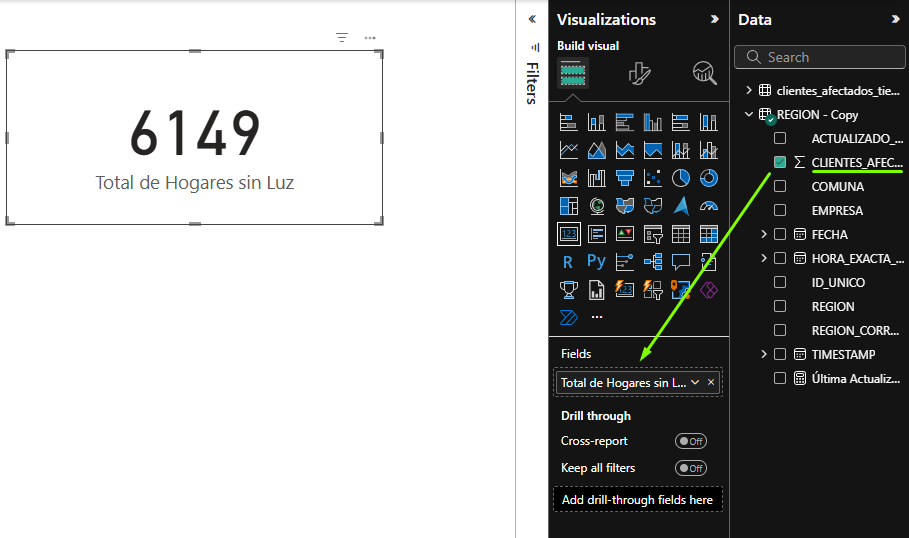 6149
Total de Hogares sin Luz
Filters
Visualizations
Build visual
123
R
Py
123
Fields
Total de Hogares sin L...
Drill through
Cross-report
Off
Keep all filters
Off
Add drill-through fields here
Data
Search
clientes_afectados_tie...
REGION - Copy
ACTUALIZADO_...
CLIENTES_AFEC...
COMUNA
EMPRESA
FECHA
HORA_EXACTA_...
ID_UNICO
REGION
REGION_CORR...
TIMESTAMP
Última Actualiz...